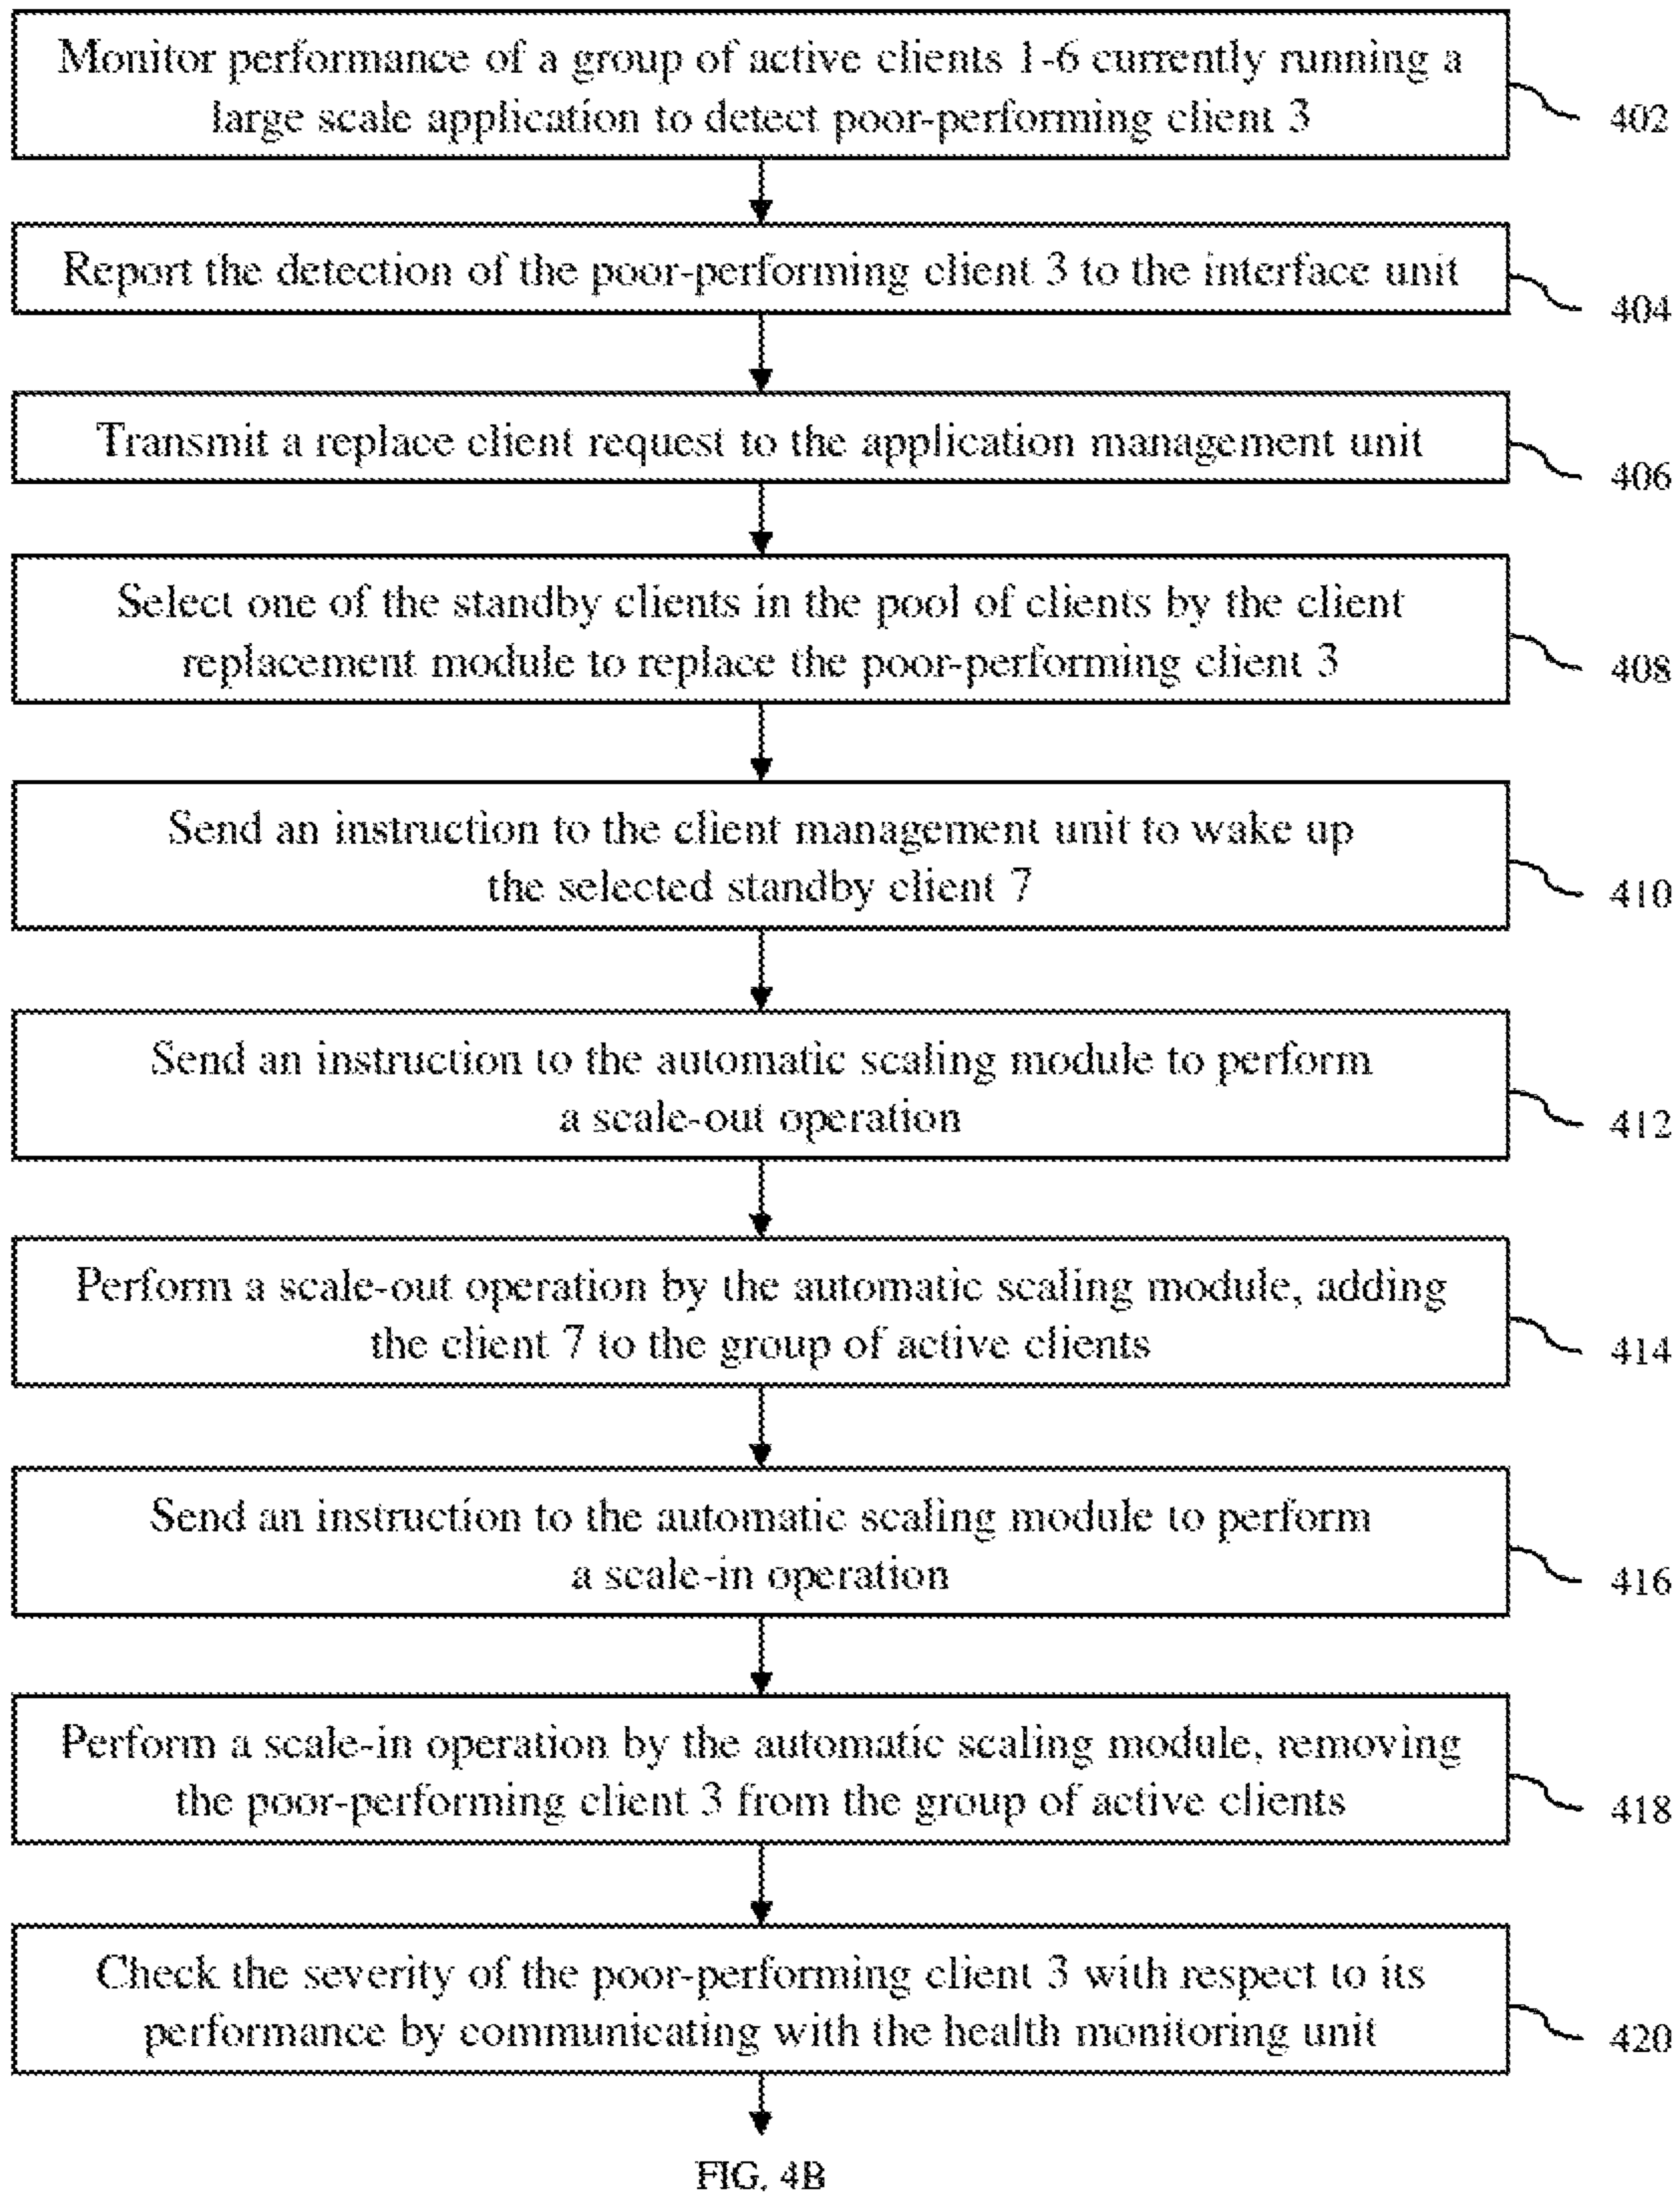 Monitor performance of a group of active clients 1-6 currently running a
large scale application to detect poor-performing client 3
402
Report the detection of the poor-performing client 3 to the interface unit
404
Transmit a replace client request to the application management unit
406
Select one of the standby clients in the pool of clients by the client
replacement module to replace the poor-performing client 3
408
Send an instruction to the client management unit to wake up
the selected standby client 7
410
Send an instruction to the automatic scaling module to perform
a scale-out operation
412
Perform a scale-out operation by the automatic scaling module, adding
the client 7 to the group of active clients
414
Send an instruction to the automatic scaling module to perform
a scale-in operation
416
Perform a scale-in operation by the automatic scaling module, removing
the poor-performing client 3 from the group of active clients
418
Check the severity of the poor-performing client 3 with respect to its
performance by communicating with the health monitoring unit
420
FIG. 4B